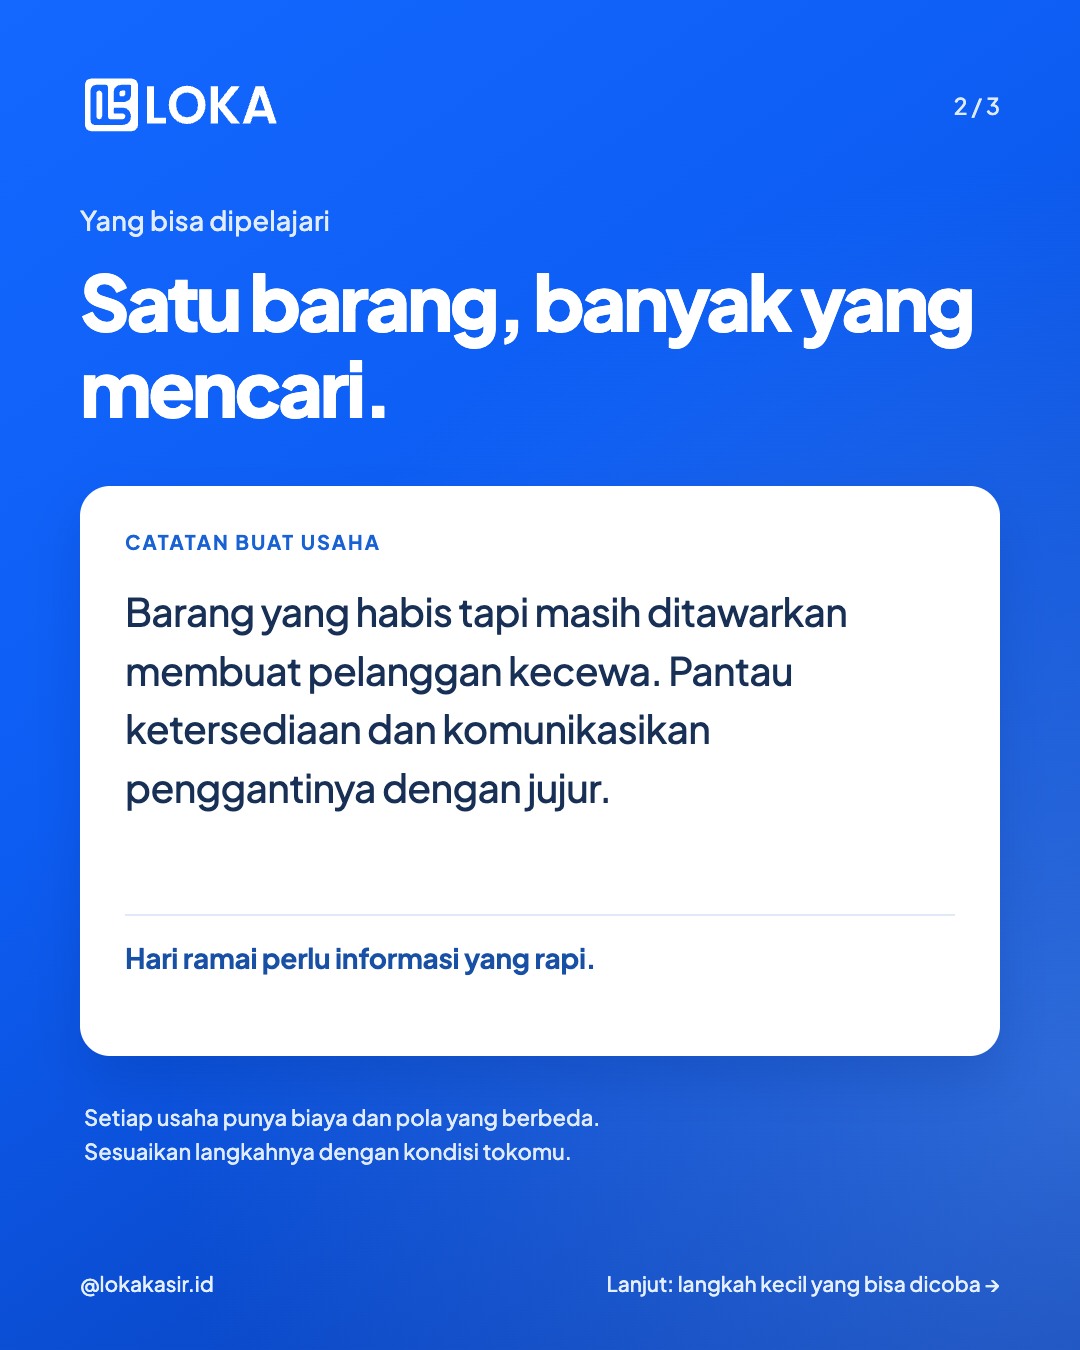 LOKA
2/3
Yang bisa dipelajari
Satu barang, banyak yang
mencari.
CATATAN BUAT USAHA
Barang yang habis tapi masih ditawarkan
membuat pelanggan kecewa. Pantau
ketersediaan dan komunikasikan
penggantinya dengan jujur.
Hari ramai perlu informasi yang rapi.
Setiap usaha punya biaya dan pola yang berbeda.
Sesuaikan langkahnya dengan kondisi tokomu.
@lokakasir.id
Lanjut: langkah kecil yang bisa dicoba →